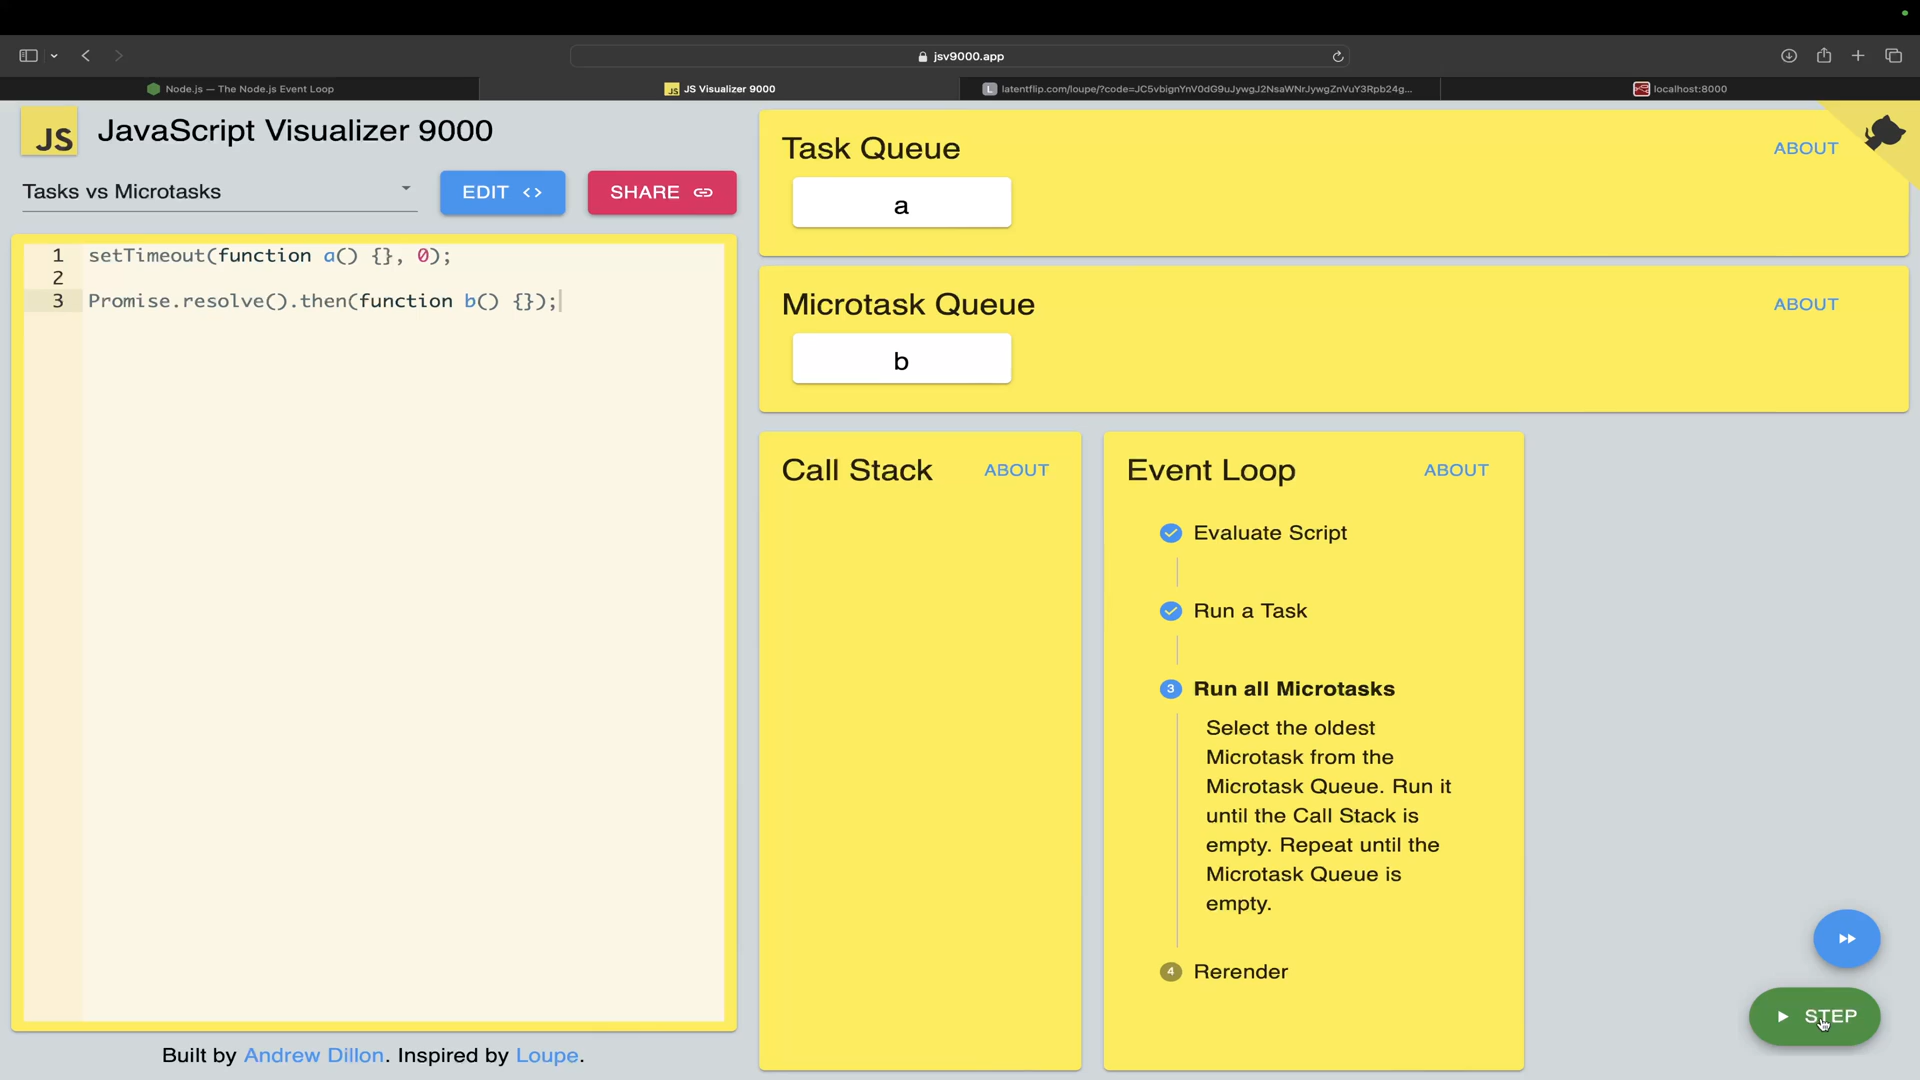 jsv9000.app
Node.js — The Node.js Event Loop
JS Visualizer 9000
latentflip.com/loupe/?code=JC5vbignYnV0dG9uJywgJ2NsaWNrJywgZnVuY3Rpb24g...
localhost:8000
JS
JavaScript Visualizer 9000
Tasks vs Microtasks
EDIT <>
SHARE
1 setTimeout(function a() {}, 0);
2
3 Promise.resolve().then(function b() {});
Built by Andrew Dillon. Inspired by Loupe.
Task Queue
ABOUT
a
Microtask Queue
ABOUT
b
Call Stack
ABOUT
Event Loop
ABOUT
Evaluate Script
Run a Task
3 Run all Microtasks
Select the oldest
Microtask from the
Microtask Queue. Run it
until the Call Stack is
empty. Repeat until the
Microtask Queue is
empty.
4 Rerender
STEP